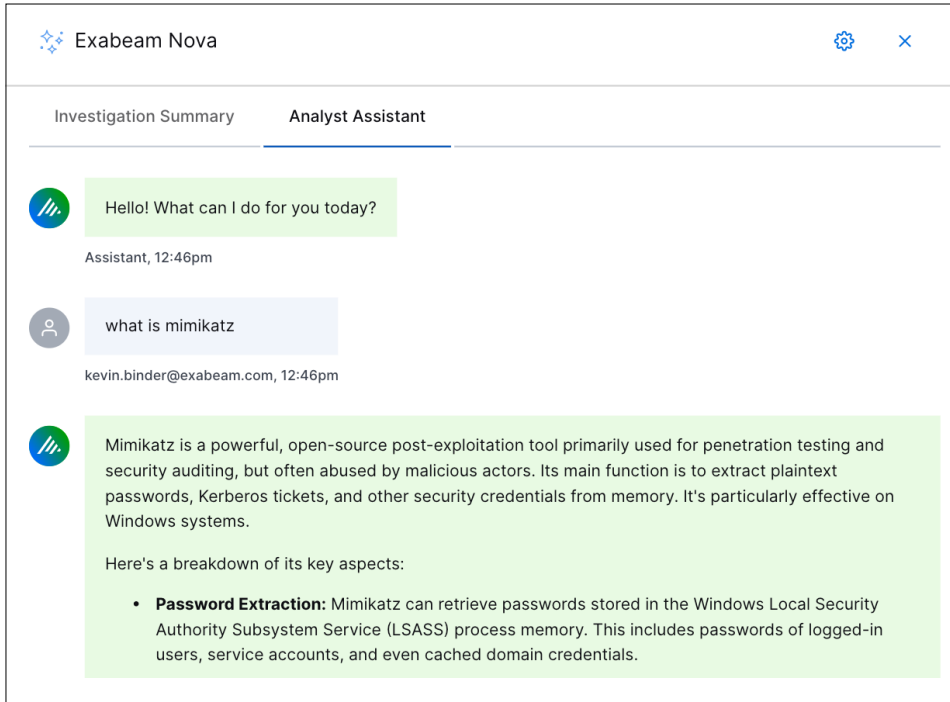 Exabeam Nova
Investigation Summary
Analyst Assistant
Hello! What can I do for you today?
Assistant, 12:46pm
what is mimikatz
kevin.binder@exabeam.com, 12:46pm
Mimikatz is a powerful, open-source post-exploitation tool primarily used for penetration testing and
security auditing, but often abused by malicious actors. Its main function is to extract plaintext
passwords, Kerberos tickets, and other security credentials from memory. It's particularly effective on
Windows systems.
Here's a breakdown of its key aspects:
• Password Extraction: Mimikatz can retrieve passwords stored in the Windows Local Security
Authority Subsystem Service (LSASS) process memory. This includes passwords of logged-in
users, service accounts, and even cached domain credentials.